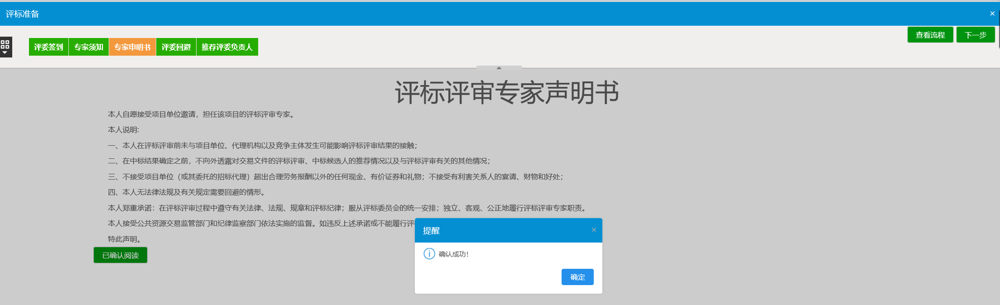 评标准备
查看流程 下一步
评委签到 专家须知 专家申明书 评委回避 推荐评委负责人
评标评审专家声明书
本人自愿接受项目单位邀请，担任该项目的评标评审专家。
本人说明:
一、本人在评标评审前未与项目单位、代理机构以及竞争主体发生可能影响评标评审结果的接触；
二、在中标结果确定之前，不向外透露对交易文件的评标评审、中标候选人的推荐情况以及与评标评审有关的其他情况；
三、不接受项目单位（或其委托的招标代理）超出合理劳务报酬以外的任何现金、有价证券和礼物；不接受有利害关系人的宴请、财物和好处；
四、本人无法律法规及有关规定需要回避的情形。
本人郑重承诺：在评标评审过程中遵守有关法律、法规、规章和评标纪律；服从评标委员会的统一安排；独立、客观、公正地履行评标评审专家职责。
本人接受公共资源交易监管部门和纪律监察部门依法实施的监督。如违反上述承诺或不能履行评
特此声明。
已确认阅读
提醒
确认成功!
确定